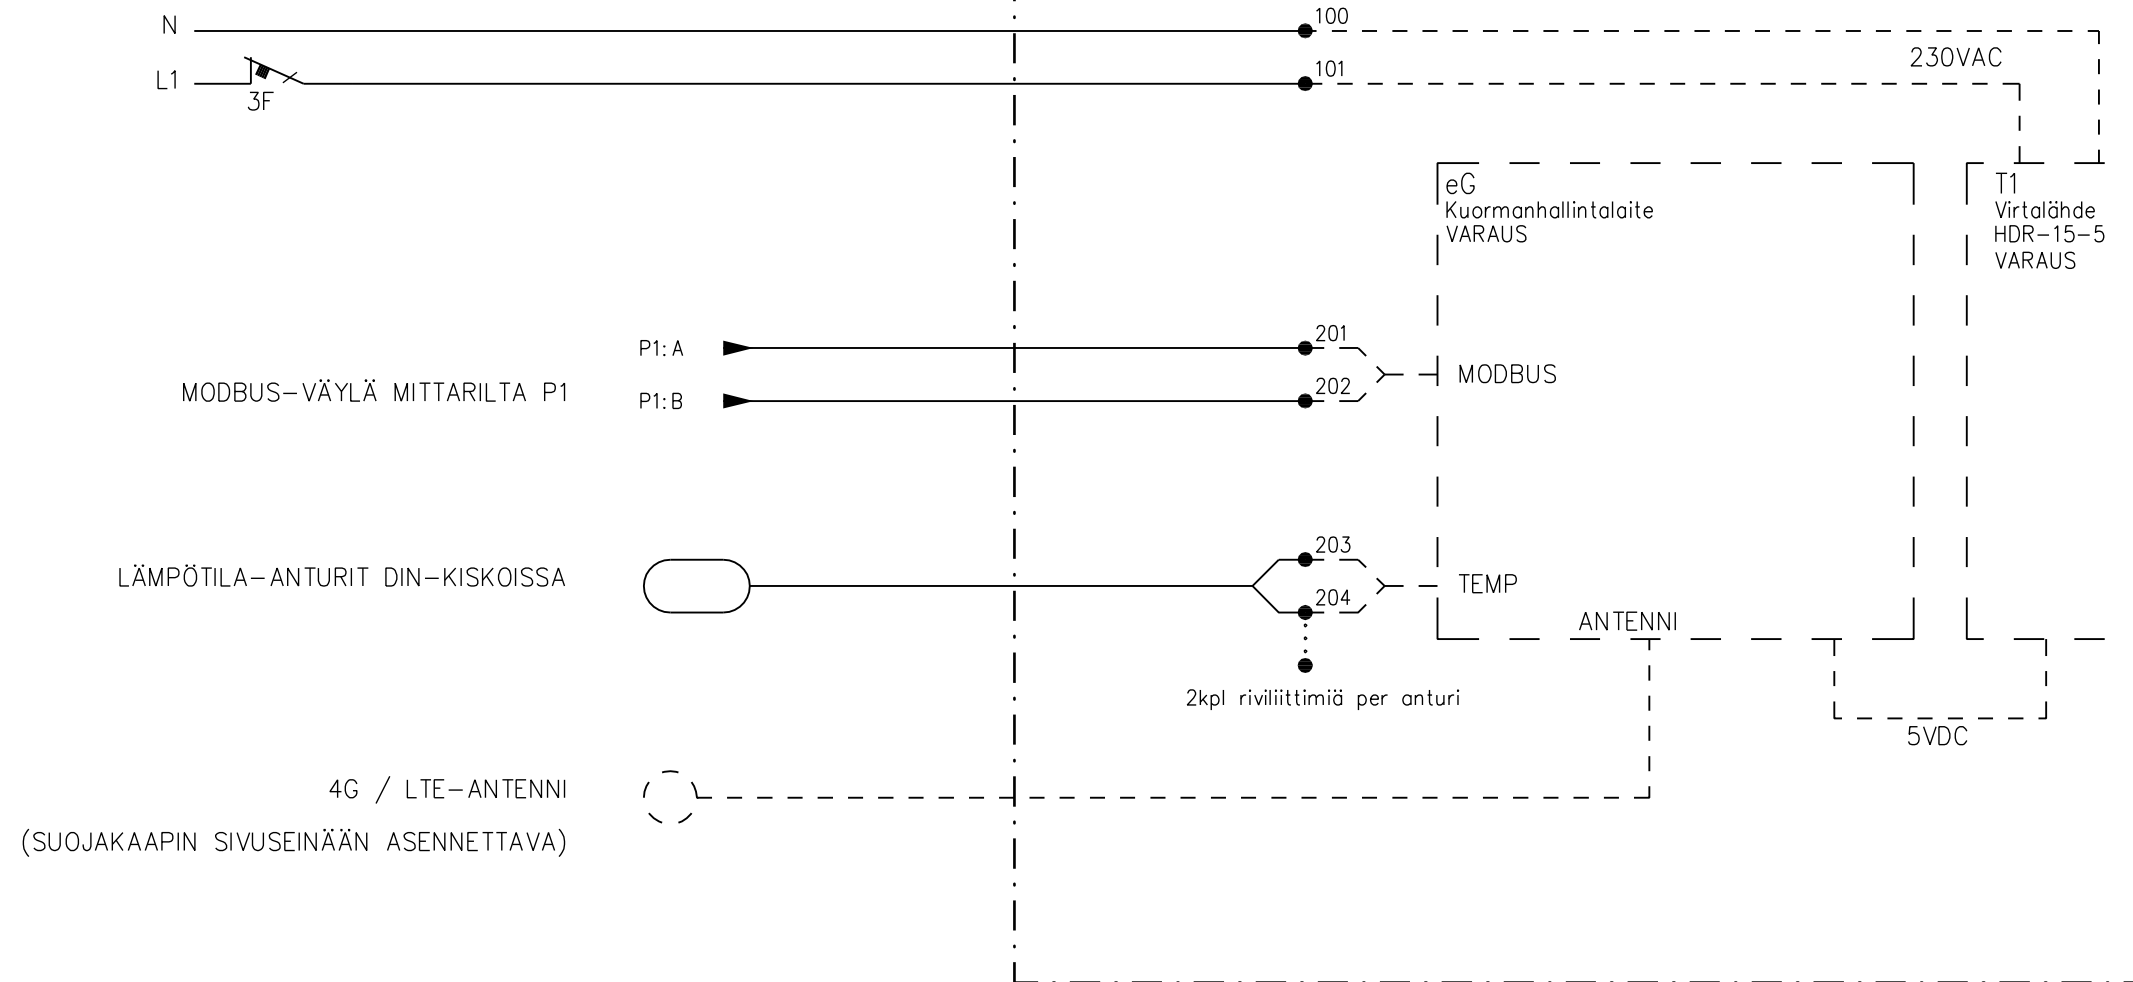 N
100
230VAC
L1
101
3F
eG
Kuormanhallintalaite
VARAUS
T1
Virtalähde
HDR-15-5
VARAUS
P1:A
201
MODBUS-VÄYLÄ MITTARILTA P1
MODBUS
P1:B
202
LÄMPÖTILA-ANTURIT DIN-KISKOISSA
203
204
TEMP
ANTENNI
2kpl riviliittimiä per anturi
5VDC
4G / LTE-ANTENNI
(SUOJAKAAPIN SIVUSEINÄÄN ASENNETTAVA)